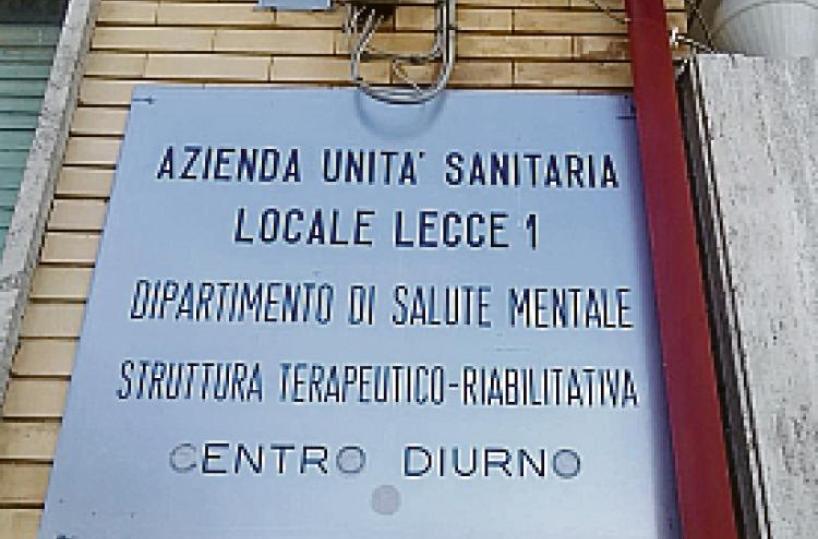 AZIENDA UNITA' SANITARIA
LOCALE LECCE 1
DIPARTIMENTO DI SALUTE MENTALE
STRUTTURA TERAPEUTICO-RIABILITATIVA
CENTRO DIURNO